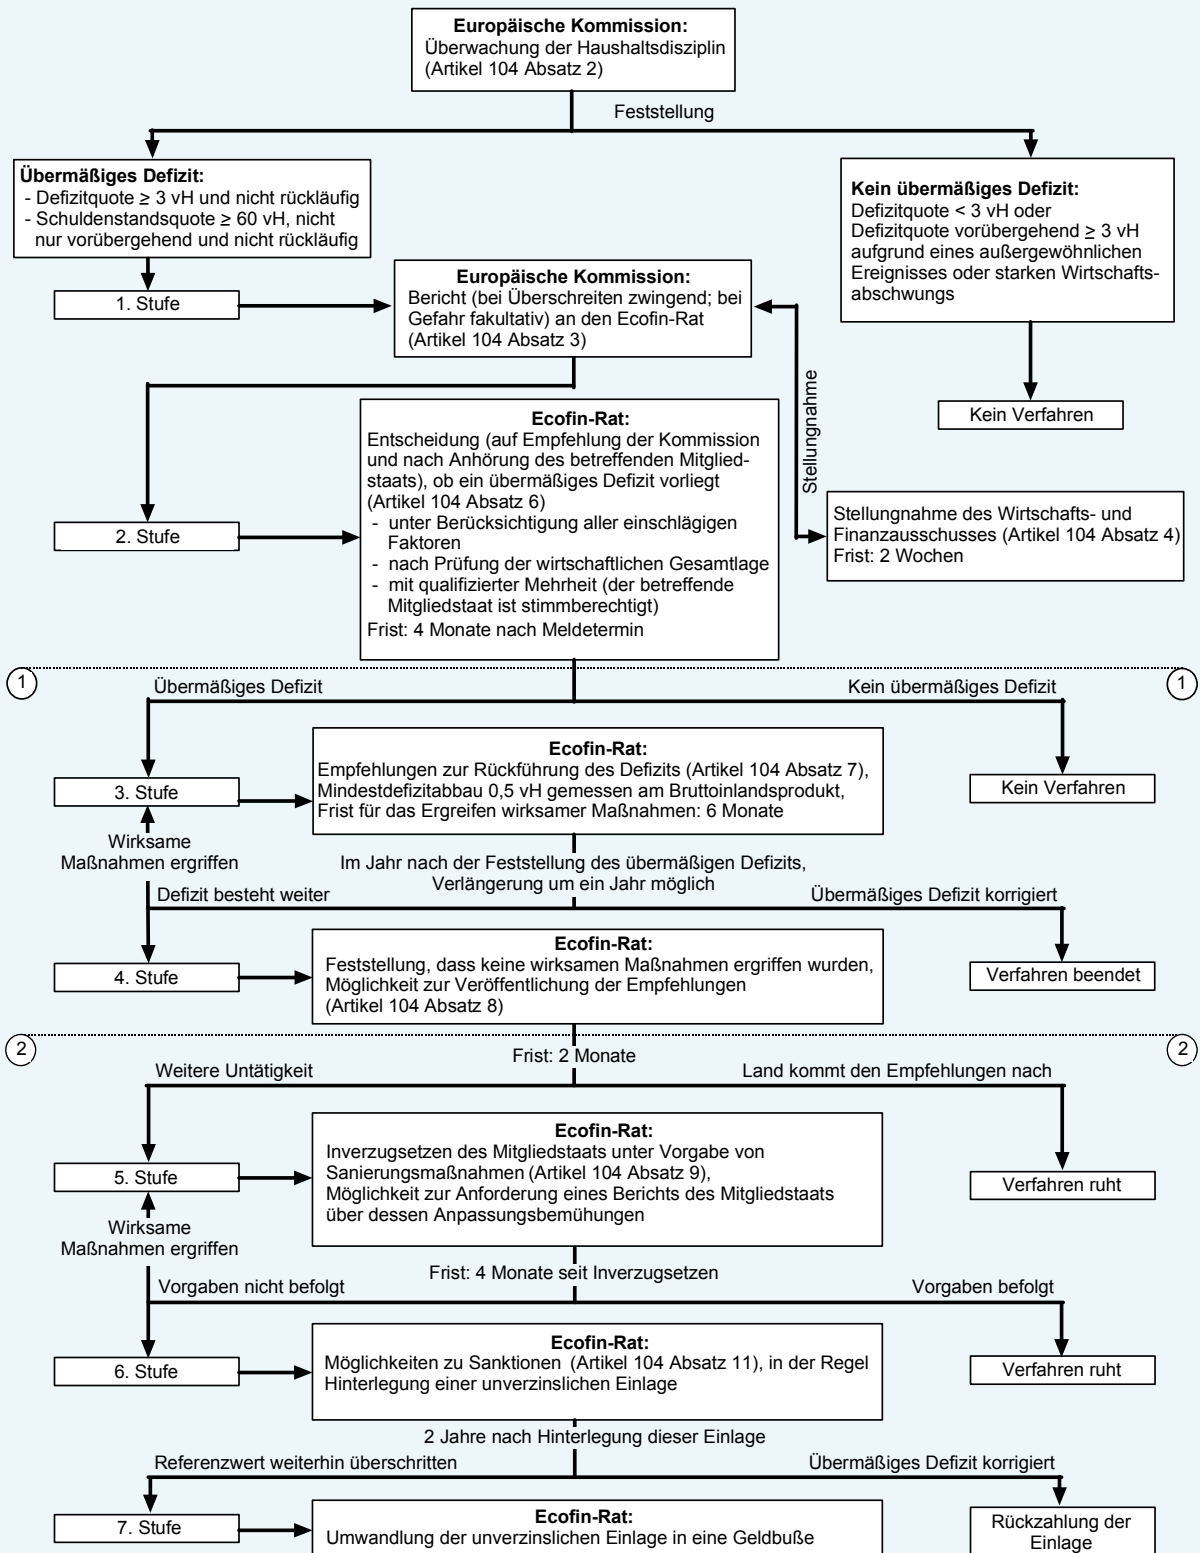 Europäische Kommission:
Überwachung der Haushaltsdisziplin
(Artikel 104 Absatz 2)
Feststellung
Übermäßiges Defizit:
- Defizitquote ≥ 3 vH und nicht rückläufig
- Schuldenstandsquote ≥ 60 vH, nicht
nur vorübergehend und nicht rückläufig
Kein übermäßiges Defizit:
Defizitquote < 3 vH oder
Defizitquote vorübergehend ≥ 3 vH
aufgrund eines außergewöhnlichen
Ereignisses oder starken Wirtschafts-
abschwungs
1. Stufe
Europäische Kommission:
Bericht (bei Überschreiten zwingend; bei
Gefahr fakultativ) an den Ecofin-Rat
(Artikel 104 Absatz 3)
Stellungnahme
Kein Verfahren
2. Stufe
Ecofin-Rat:
Entscheidung (auf Empfehlung der Kommission
und nach Anhörung des betreffenden Mitglied-
staats), ob ein übermäßiges Defizit vorliegt
(Artikel 104 Absatz 6)
- unter Berücksichtigung aller einschlägigen
Faktoren
- nach Prüfung der wirtschaftlichen Gesamtlage
- mit qualifizierter Mehrheit (der betreffende
Mitgliedstaat ist stimmberechtigt)
Frist: 4 Monate nach Meldetermin
Stellungnahme des Wirtschafts- und
Finanzausschusses (Artikel 104 Absatz 4)
Frist: 2 Wochen
1
1
Übermäßiges Defizit
Kein übermäßiges Defizit
3. Stufe
Ecofin-Rat:
Empfehlungen zur Rückführung des Defizits (Artikel 104 Absatz 7),
Mindestdefizitabbau 0,5 vH gemessen am Bruttoinlandsprodukt,
Frist für das Ergreifen wirksamer Maßnahmen: 6 Monate
Kein Verfahren
Wirksame
Maßnahmen ergriffen
Im Jahr nach der Feststellung des übermäßigen Defizits,
Verlängerung um ein Jahr möglich
Defizit besteht weiter
Übermäßiges Defizit korrigiert
4. Stufe
Ecofin-Rat:
Feststellung, dass keine wirksamen Maßnahmen ergriffen wurden,
Möglichkeit zur Veröffentlichung der Empfehlungen
(Artikel 104 Absatz 8)
Verfahren beendet
2
2
Frist: 2 Monate
Weitere Untätigkeit
Land kommt den Empfehlungen nach
5. Stufe
Ecofin-Rat:
Inverzugsetzen des Mitgliedstaats unter Vorgabe von
Sanierungsmaßnahmen (Artikel 104 Absatz 9),
Möglichkeit zur Anforderung eines Berichts des Mitgliedstaats
über dessen Anpassungsbemühungen
Verfahren ruht
Wirksame
Maßnahmen ergriffen
Frist: 4 Monate seit Inverzugsetzen
Vorgaben nicht befolgt
Vorgaben befolgt
6. Stufe
Ecofin-Rat:
Möglichkeiten zu Sanktionen (Artikel 104 Absatz 11), in der Regel
Hinterlegung einer unverzinslichen Einlage
Verfahren ruht
2 Jahre nach Hinterlegung dieser Einlage
Referenzwert weiterhin überschritten
Übermäßiges Defizit korrigiert
7. Stufe
Ecofin-Rat:
Umwandlung der unverzinslichen Einlage in eine Geldbuße
Rückzahlung der
Einlage